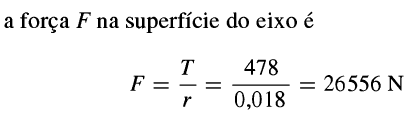 a força F na superfície do eixo é
F = T/r = 478/0,018 = 26556 N